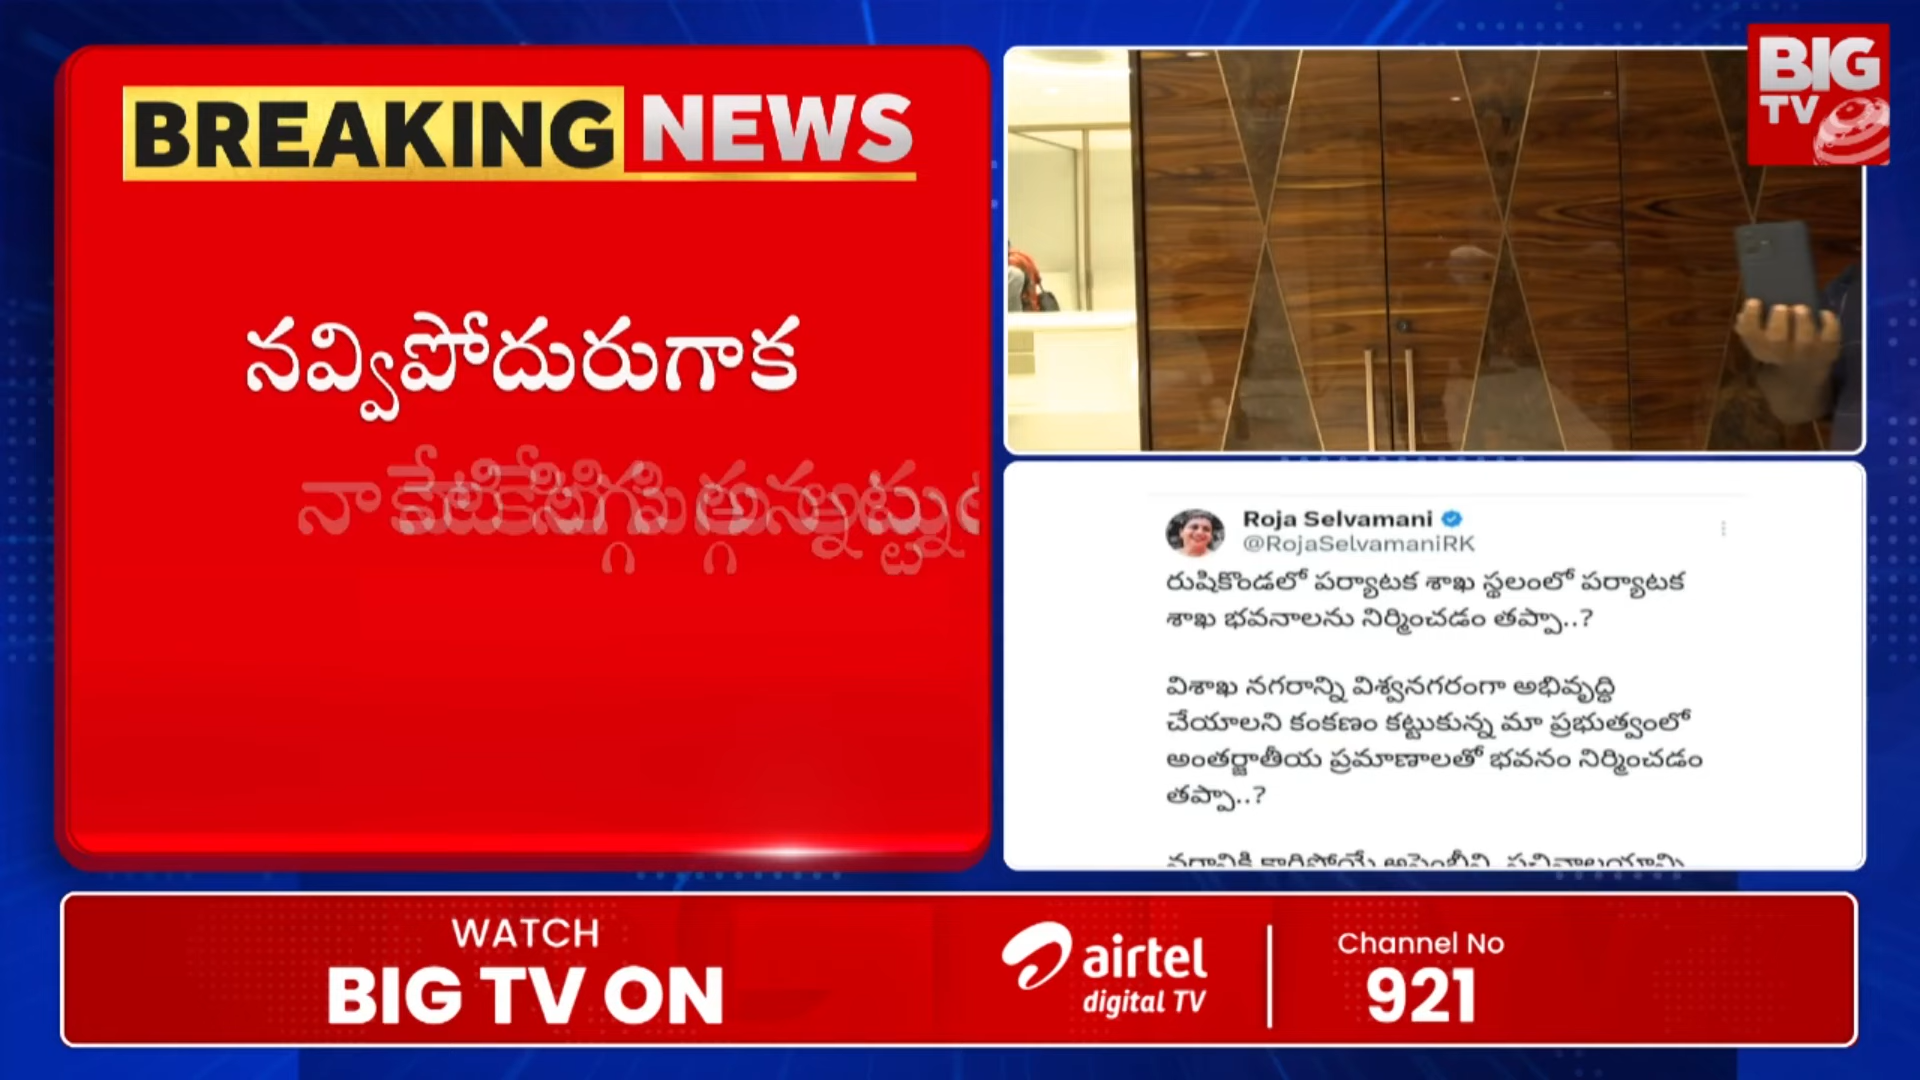 BREAKING NEWS
నవ్విపోదురుగాక
BIG
TV
Roja Selvamani
@RojaSelvamaniRK
రుషికొండలో పర్యాటక శాఖ స్థలంలో పర్యాటక
శాఖ భవనాలను నిర్మించడం తప్పా..?
విశాఖ నగరాన్ని విశ్వనగరంగా అభివృద్ధి
చేయాలని కంకణం కట్టుకున్న మా ప్రభుత్వంలో
అంతర్జాతీయ ప్రమాణాలతో భవనం నిర్మించడం
తప్పా..?
WATCH
BIG TV ON
airtel
digital TV
Channel No
921